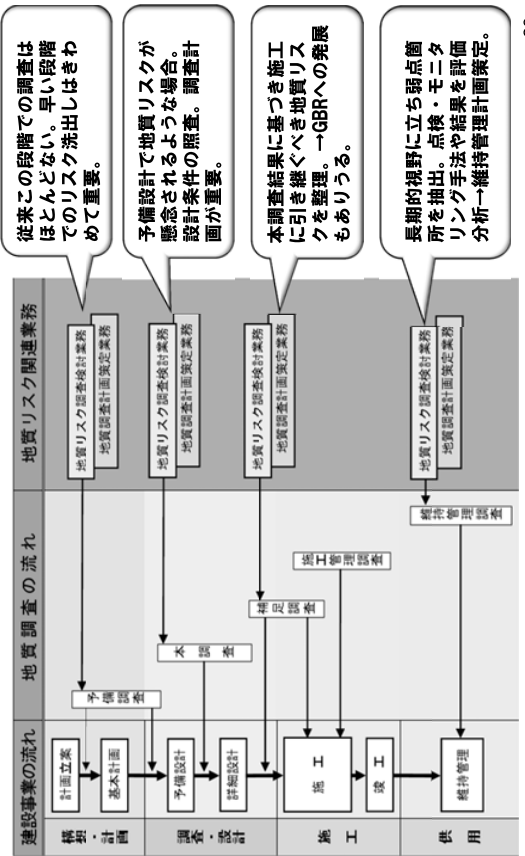 建設事業の流れ
地質調査の流れ
地質リスク関連業務
構想・計画
計画立案
基本計画
予備調査
地質リスク調査検討業務
地質調査計画策定業務
従来この段階での調査は
ほとんどない。早い段階
でのリスク洗出しはきわ
めて重要。
調査・設計
予備設計
詳細設計
本調査
地質リスク調査検討業務
地質調査計画策定業務
予備設計で地質リスクが
懸念されるような場合。
設計条件の照査。調査計
画が重要。
施工
施工
竣工
補足調査
施工管理調査
地質リスク調査検討業務
地質調査計画策定業務
本調査結果に基づき施工
に引き継ぐべき地質リス
クを整理。→GBRへの発展
もありうる。
供用
維持管理
維持管理調査
地質リスク調査検討業務
地質調査計画策定業務
長期的視野に立ち弱点箇
所を抽出。点検・モニタ
リング手法や結果を評価
分析→維持管理計画策定。